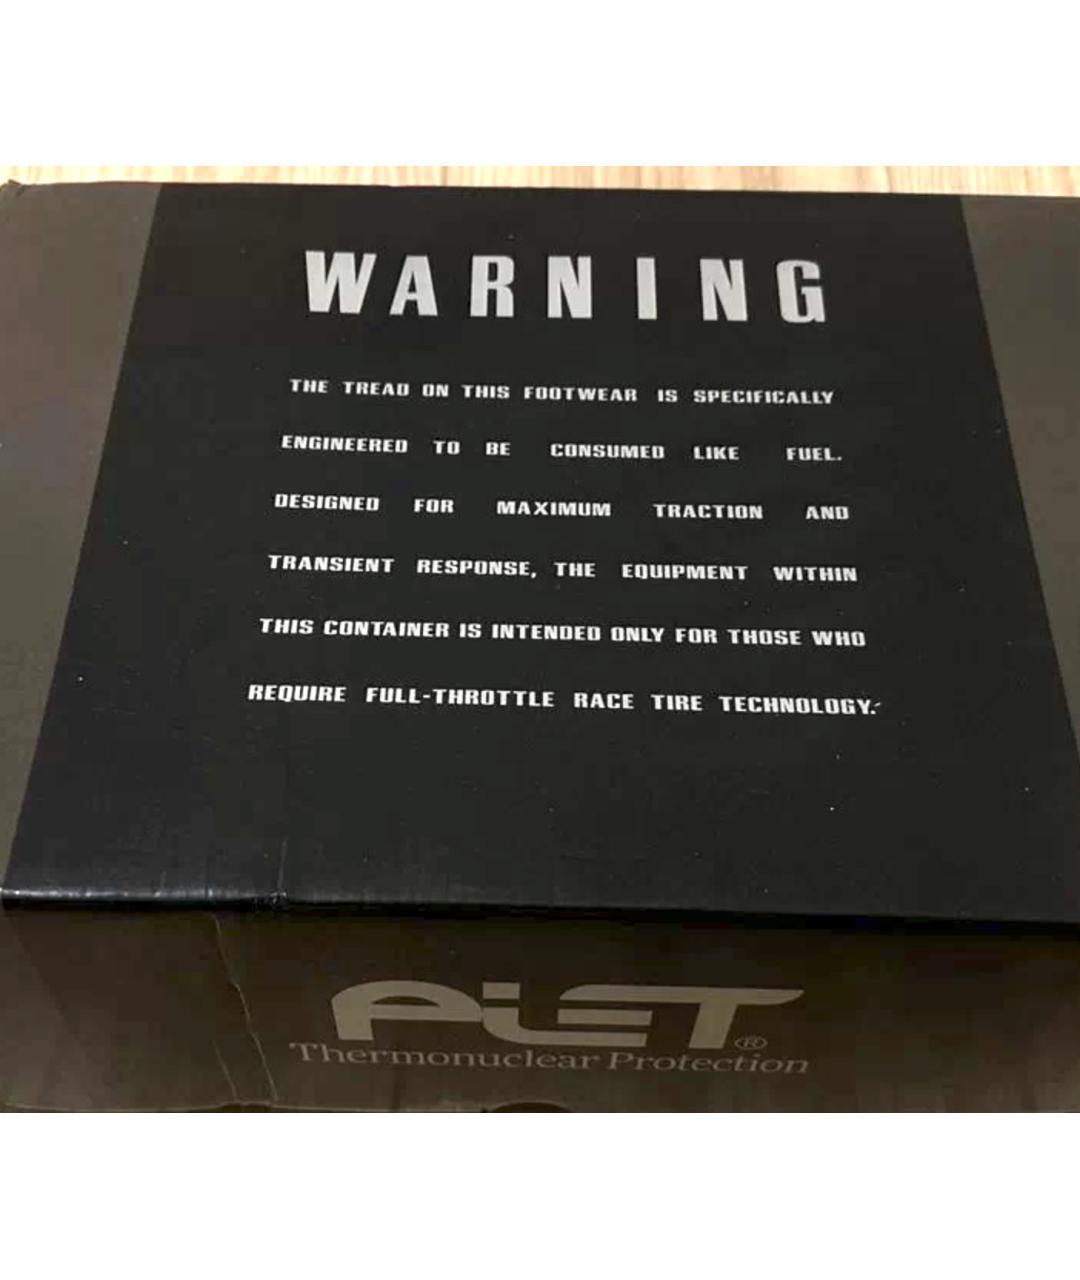 WARNING
THE TREAD ON THIS FOOTWEAR IS SPECIFICALLY
ENGINEERED TO BE CONSUMED LIKE FUEL.
DESIGNED FOR MAXIMUM TRACTION AND
TRANSIENT RESPONSE, THE EQUIPMENT WITHIN
THIS CONTAINER IS INTENDED ONLY FOR THOSE WHO
REQUIRE FULL-THROTTLE RACE TIRE TECHNOLOGY.
®
Thermonuclear Protection